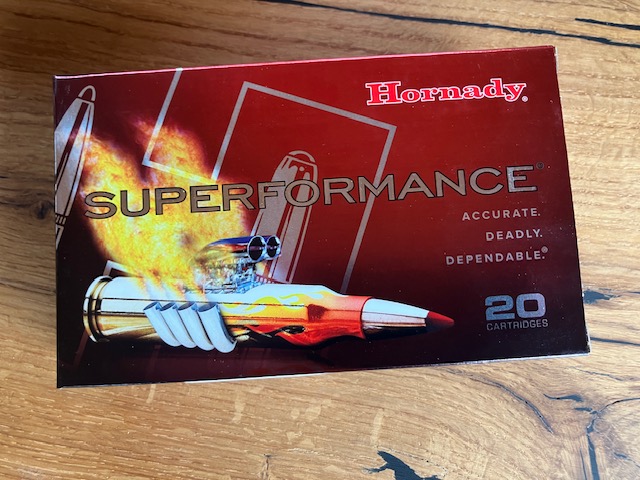 Hornady.
SUPERFORMANCE®
ACCURATE.
DEADLY.
DEPENDABLE.®
20
CARTRIDGES